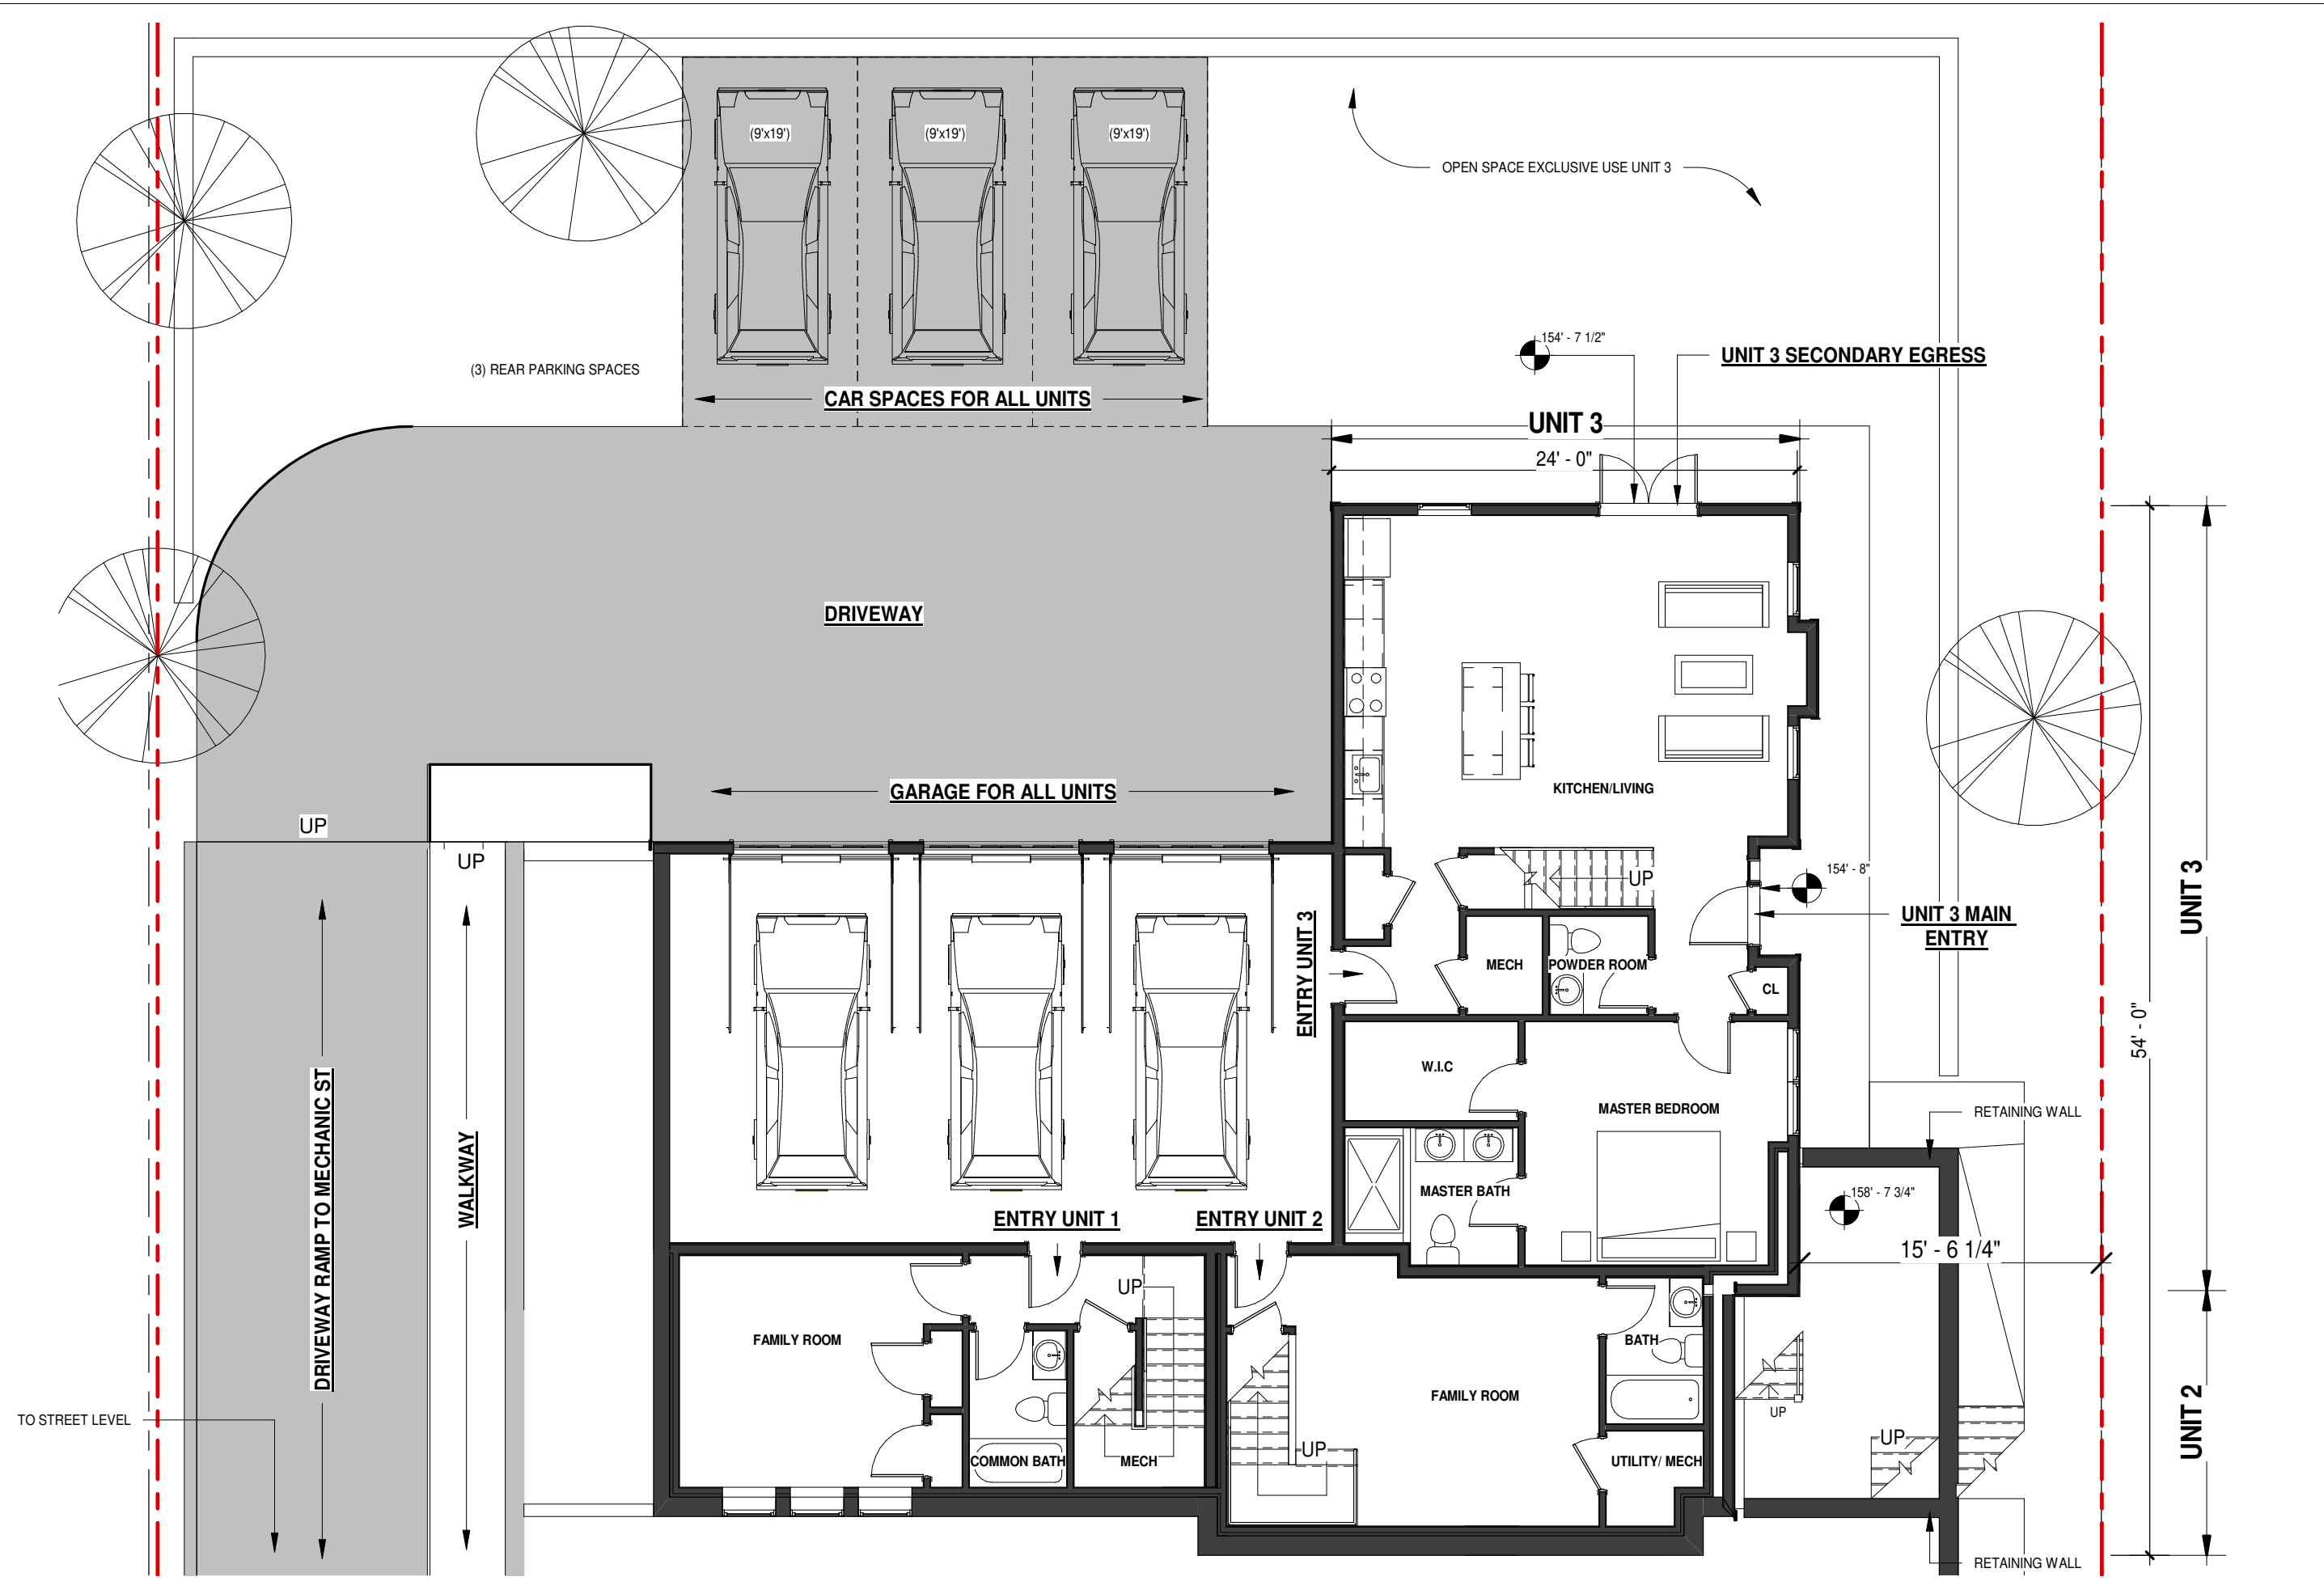 (9'x19')
(9'x19')
(9'x19')
OPEN SPACE EXCLUSIVE USE UNIT 3
154' - 7 1/2"
UNIT 3 SECONDARY EGRESS
(3) REAR PARKING SPACES
CAR SPACES FOR ALL UNITS
UNIT 3
24' - 0"
DRIVEWAY
GARAGE FOR ALL UNITS
KITCHEN/LIVING
UP
UP
UP
154' - 8"
UNIT 3
UNIT 3 MAIN
ENTRY
ENTRY UNIT 3
MECH
POWDER ROOM
CL
54' - 0"
W.I.C
MASTER BEDROOM
RETAINING WALL
DRIVEWAY RAMP TO MECHANIC ST
WALKWAY
MASTER BATH
158' - 7 3/4"
ENTRY UNIT 1
ENTRY UNIT 2
15' - 6 1/4"
UP
FAMILY ROOM
BATH
FAMILY ROOM
UP
UNIT 2
TO STREET LEVEL
UP
UP
COMMON BATH
MECH
UTILITY/ MECH
RETAINING WALL